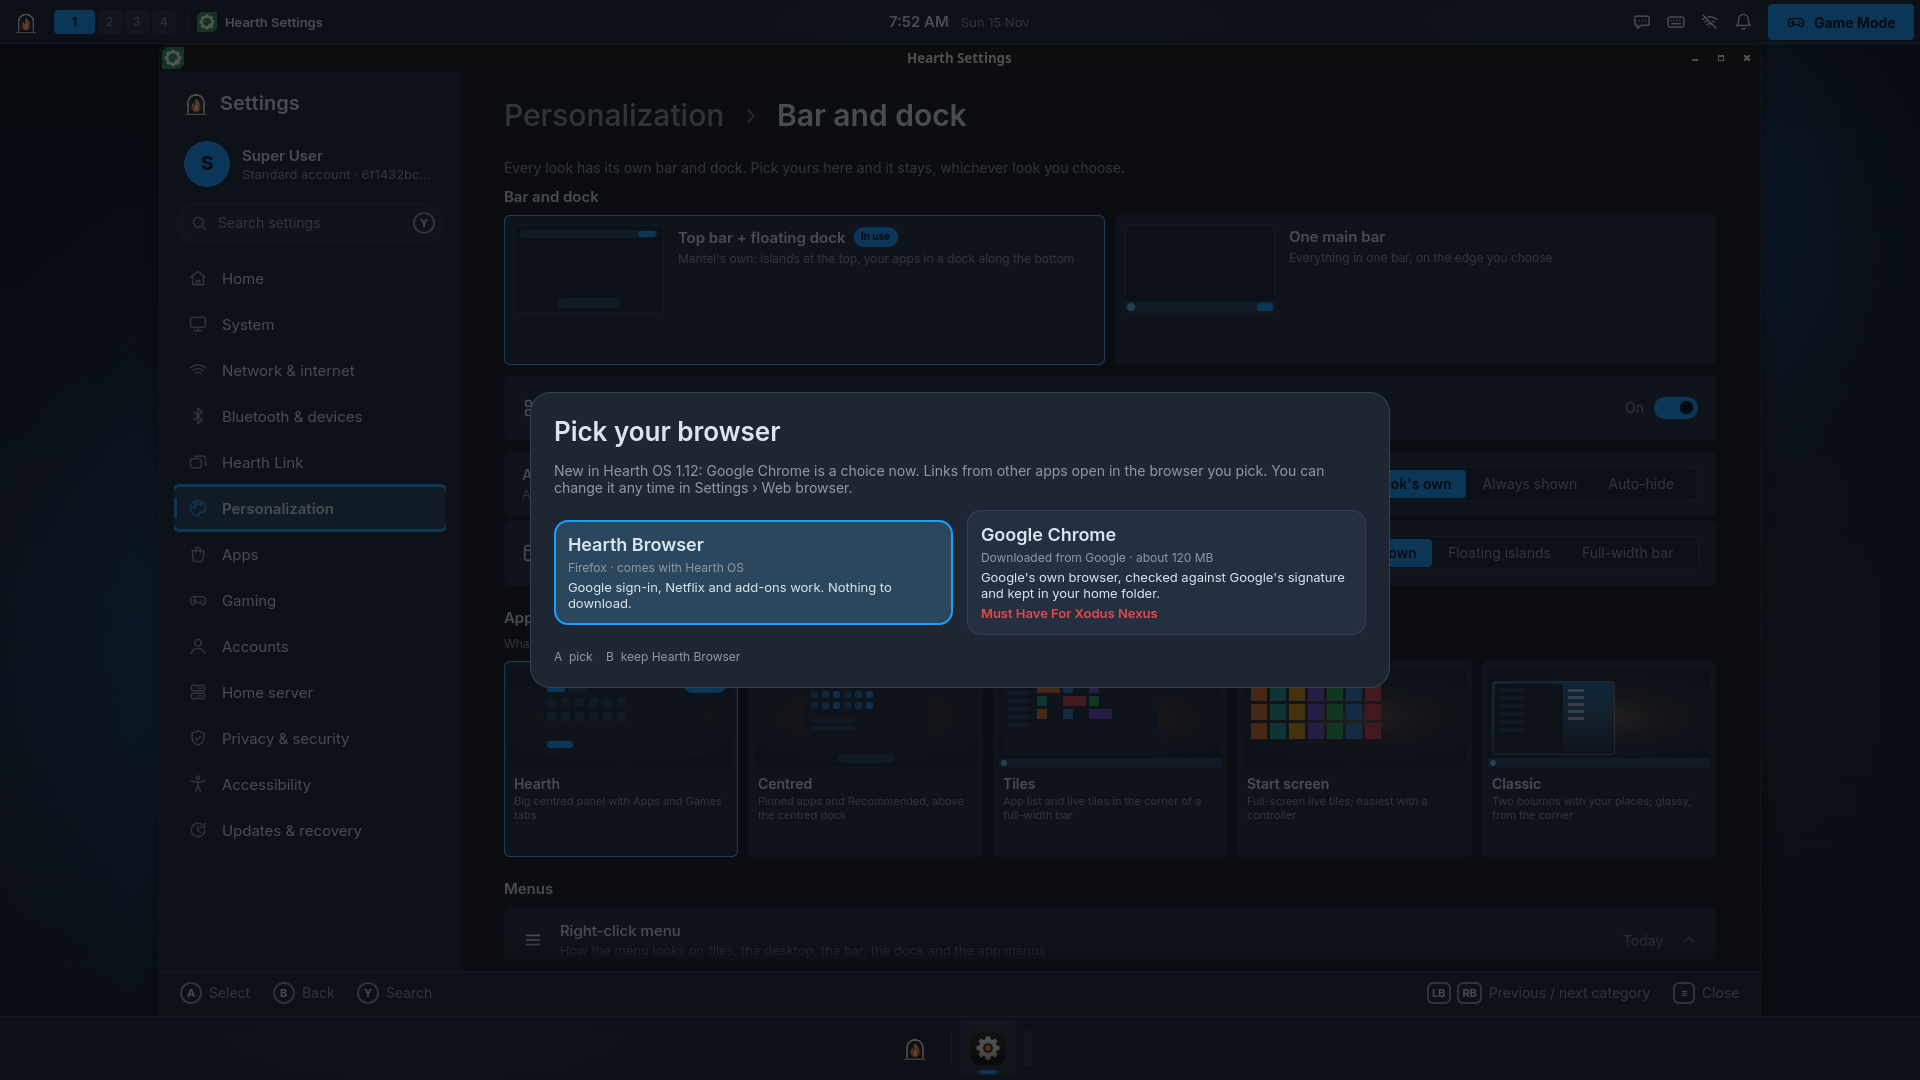 1 2 3 4 Hearth Settings
7:52 AM Sun 15 Nov
Game Mode
Hearth Settings
Settings
S
Super User
Standard account · 6f1432bc...
Search settings Y
Home
System
Network & internet
Bluetooth & devices
Hearth Link
Personalization
Apps
Gaming
Accounts
Home server
Privacy & security
Accessibility
Updates & recovery
Personalization › Bar and dock
Every look has its own bar and dock. Pick yours here and it stays, whichever look you choose.
Bar and dock
Top bar + floating dock In use
Mantel's own: islands at the top, your apps in a dock along the bottom
One main bar
Everything in one bar, on the edge you choose
On
ok's own Always shown Auto-hide
own Floating islands Full-width bar
Pick your browser
New in Hearth OS 1.12: Google Chrome is a choice now. Links from other apps open in the browser you pick. You can
change it any time in Settings › Web browser.
Hearth Browser
Firefox · comes with Hearth OS
Google sign-in, Netflix and add-ons work. Nothing to
download.
Google Chrome
Downloaded from Google · about 120 MB
Google's own browser, checked against Google's signature
and kept in your home folder.
Must Have For Xodus Nexus
A pick B keep Hearth Browser
App
Wha
Hearth
Big centred panel with Apps and Games
tabs
Centred
Pinned apps and Recommended, above
the centred dock
Tiles
App list and live tiles in the corner of a
full-width bar
Start screen
Full-screen live tiles; easiest with a
controller
Classic
Two columns with your places; glassy,
from the corner
Menus
Right-click menu
How the menu looks on files, the desktop, the bar, the dock and the app menus.
Today
A Select B Back Y Search
LB RB Previous / next category Close